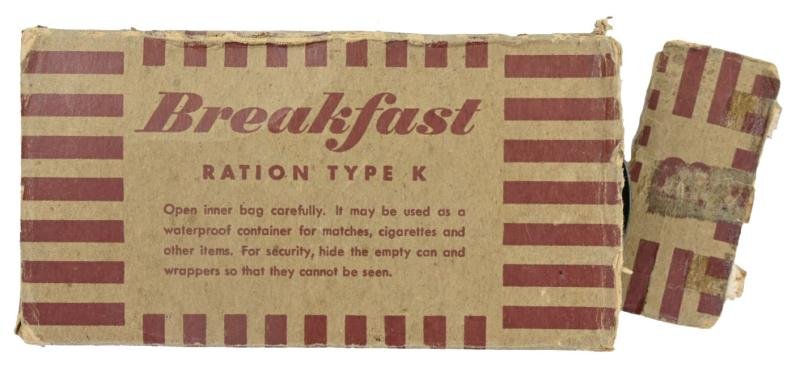 Breakfast
RATION TYPE K
Open inner bag carefully. It may be used as a
waterproof container for matches, cigarettes and
other items. For security, hide the empty can and
wrappers so that they cannot be seen.